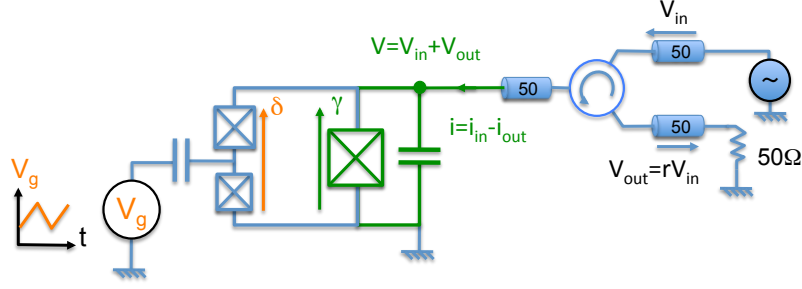 V_in
V=V_in+V_out
50
50
~
δ
γ
50
i=i_in-i_out
50Ω
V_out=rV_in
V_g
V_g
t